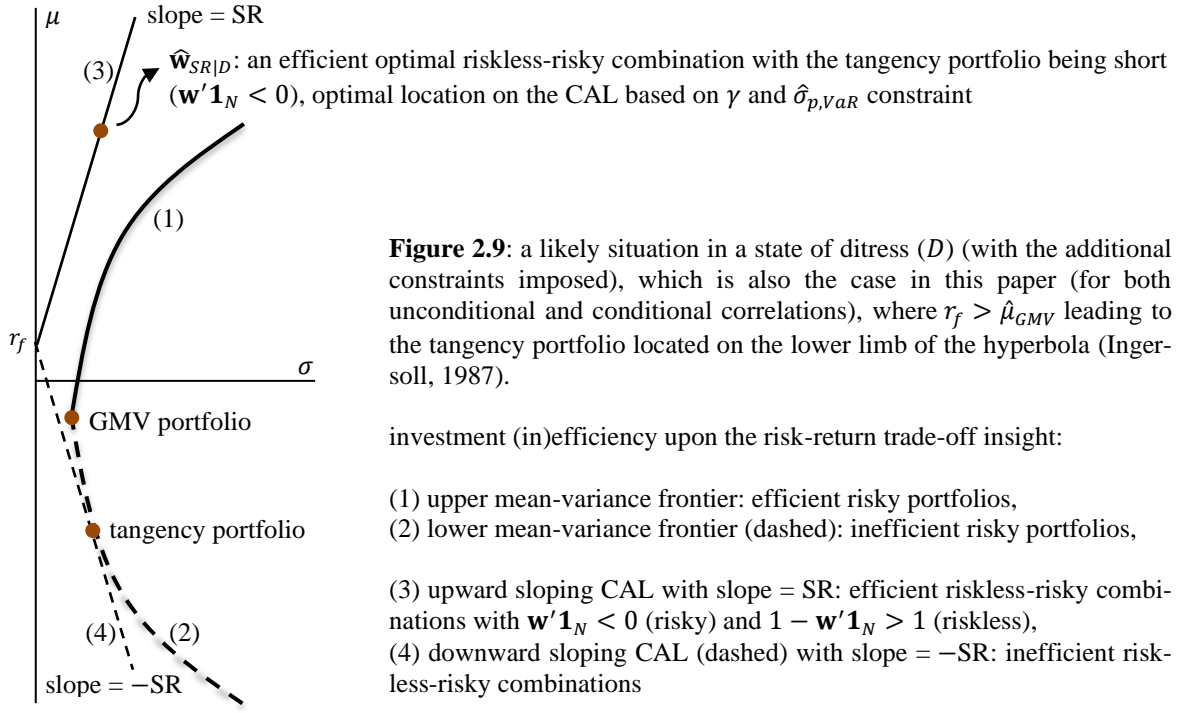 μ
slope = SR
(3)
ŵ_{SR|D}: an efficient optimal riskless-risky combination with the tangency portfolio being short
(w′1_N < 0), optimal location on the CAL based on γ and σ̂_{p,VaR} constraint
(1)
Figure 2.9: a likely situation in a state of ditress (D) (with the additional
constraints imposed), which is also the case in this paper (for both
unconditional and conditional correlations), where r_f > μ̂_{GMV} leading to
the tangency portfolio located on the lower limb of the hyperbola (Inger-
soll, 1987).
r_f
σ
GMV portfolio
investment (in)efficiency upon the risk-return trade-off insight:
(1) upper mean-variance frontier: efficient risky portfolios,
(2) lower mean-variance frontier (dashed): inefficient risky portfolios,
tangency portfolio
(3) upward sloping CAL with slope = SR: efficient riskless-risky combi-
nations with w′1_N < 0 (risky) and 1 − w′1_N > 1 (riskless),
(4) downward sloping CAL (dashed) with slope = −SR: inefficient risk-
less-risky combinations
(4)
(2)
slope = −SR